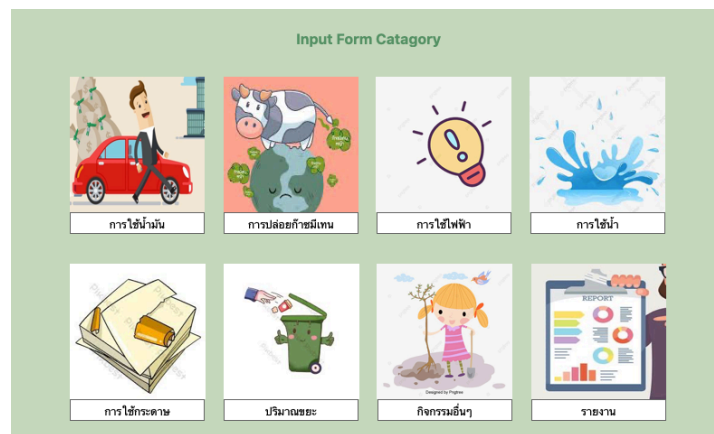 Input Form Catagory
การใช้น้ำมัน
การปล่อยก๊าซมีเทน
การใช้ไฟฟ้า
การใช้น้ำ
REPORT
การใช้กระดาษ
ปริมาณขยะ
Designed by Pngtree
กิจกรรมอื่นๆ
รายงาน